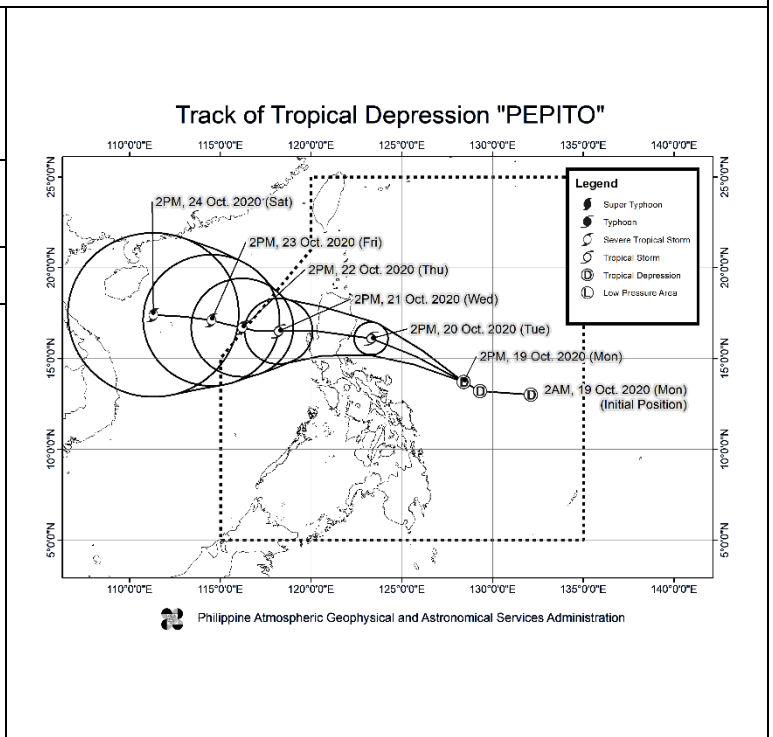 Track of Tropical Depression "PEPITO"
110°0'0"E 115°0'0"E 120°0'0"E 125°0'0"E 130°0'0"E 135°0'0"E 140°0'0"E
25°0'0"N 25°0'0"N
20°0'0"N 20°0'0"N
15°0'0"N 15°0'0"N
10°0'0"N 10°0'0"N
5°0'0"N 5°0'0"N
Legend
Super Typhoon
Typhoon
Severe Tropical Storm
Tropical Storm
D Tropical Depression
L Low Pressure Area
2PM, 24 Oct. 2020 (Sat)
2PM, 23 Oct. 2020 (Fri)
2PM, 22 Oct. 2020 (Thu)
2PM, 21 Oct. 2020 (Wed)
2PM, 20 Oct. 2020 (Tue)
2PM, 19 Oct. 2020 (Mon)
2AM, 19 Oct. 2020 (Mon)
(Initial Position)
D D
110°0'0"E 115°0'0"E 120°0'0"E 125°0'0"E 130°0'0"E 135°0'0"E 140°0'0"E
Philippine Atmospheric Geophysical and Astronomical Services Administration